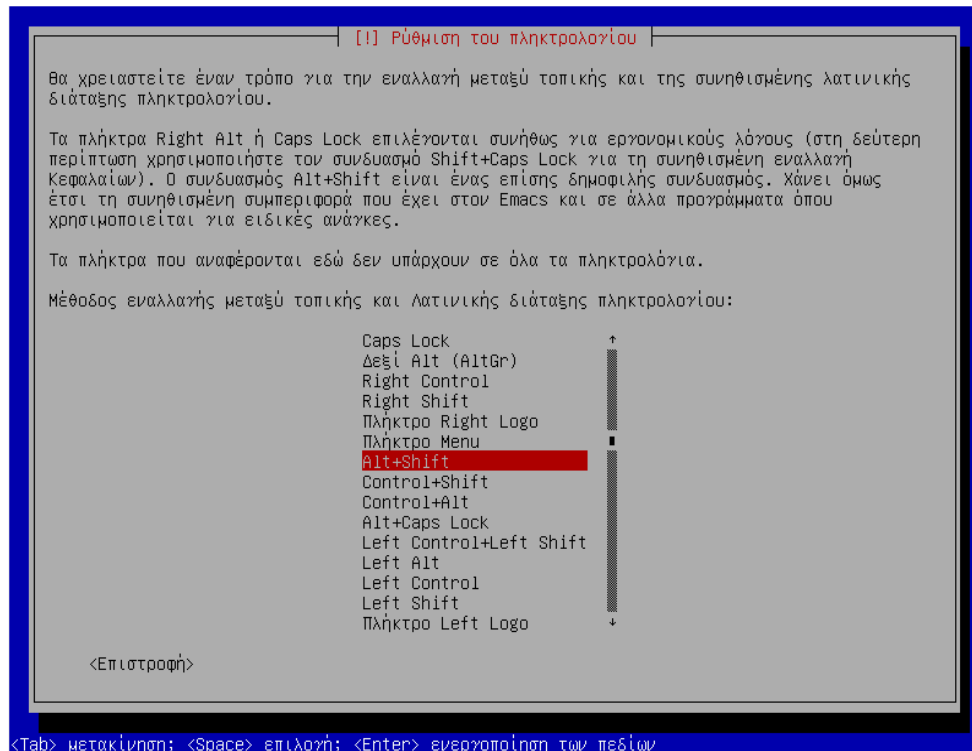 [!] Ρύθμιση του πληκτρολογίου
Θα χρειαστείτε έναν τρόπο για την εναλλαγή μεταξύ τοπικής και της συνηθισμένης λατινικής
διάταξης πληκτρολογίου.
Τα πλήκτρα Right Alt ή Caps Lock επιλέγονται συνήθως για εργονομικούς λόγους (στη δεύτερη
περίπτωση χρησιμοποιήστε τον συνδυασμό Shift+Caps Lock για τη συνηθισμένη εναλλαγή
Κεφαλαίων). Ο συνδυασμός Alt+Shift είναι ένας επίσης δημοφιλής συνδυασμός. Χάνει όμως
έτσι τη συνηθισμένη συμπεριφορά που έχει στον Emacs και σε άλλα προγράμματα όπου
χρησιμοποιείται για ειδικές ανάγκες.
Τα πλήκτρα που αναφέρονται εδώ δεν υπάρχουν σε όλα τα πληκτρολόγια.
Μέθοδος εναλλαγής μεταξύ τοπικής και Λατινικής διάταξης πληκτρολογίου:
Caps Lock
Δεξί Alt (AltGr)
Right Control
Right Shift
Πλήκτρο Right Logo
Πλήκτρο Menu
Alt+Shift
Control+Shift
Control+Alt
Alt+Caps Lock
Left Control+Left Shift
Left Alt
Left Control
Left Shift
Πλήκτρο Left Logo
<Επιστροφή>
<Tab> μετακίνηση; <Space> επιλογή; <Enter> ενεργοποίηση των πεδίων